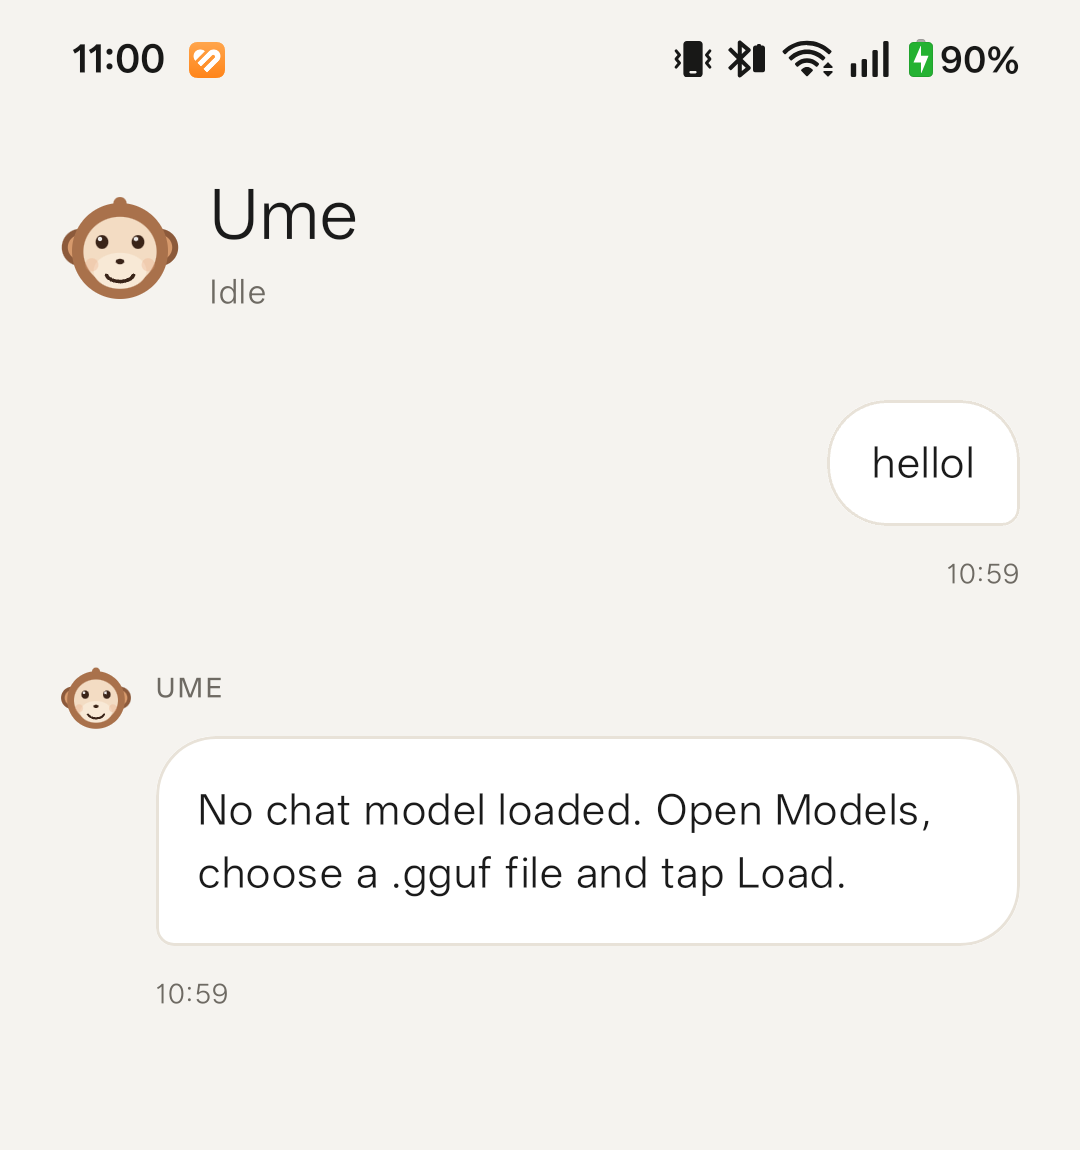 11:00 90%
Ume
Idle
hellol
10:59
UME
No chat model loaded. Open Models,
choose a .gguf file and tap Load.
10:59